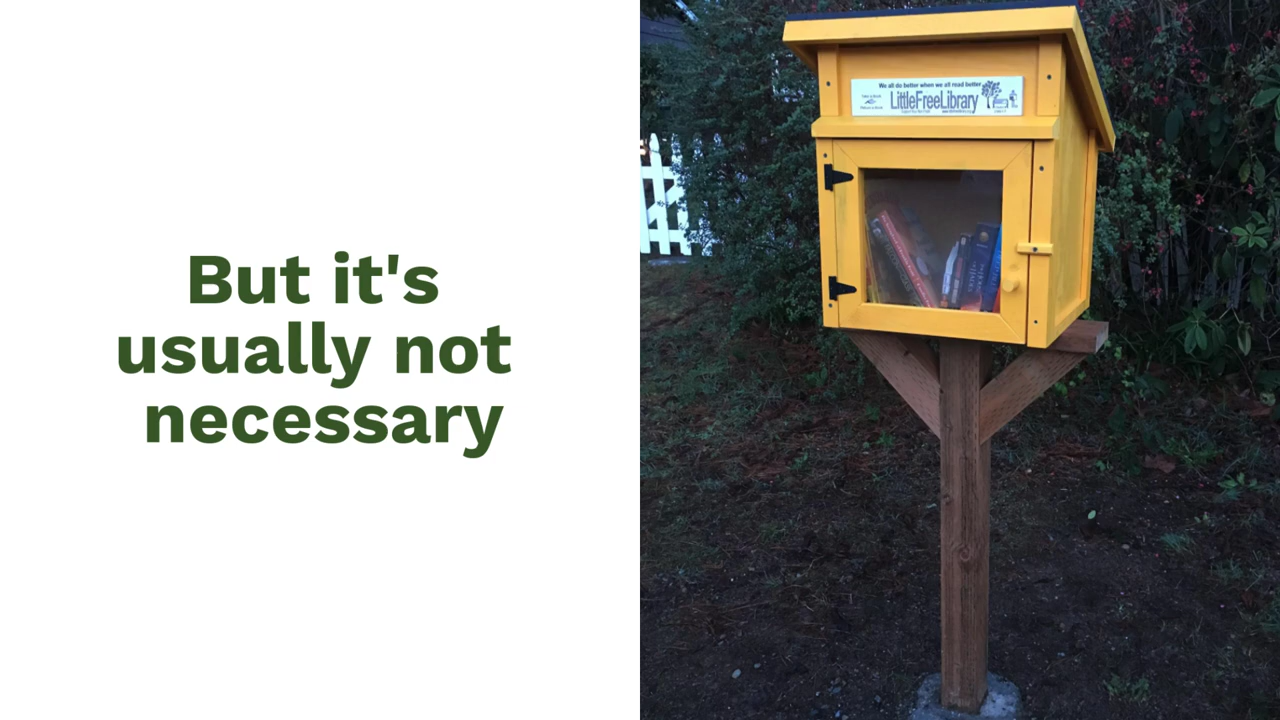 But it's
usually not
necessary
We all do better when we all read better
LittleFreeLibrary